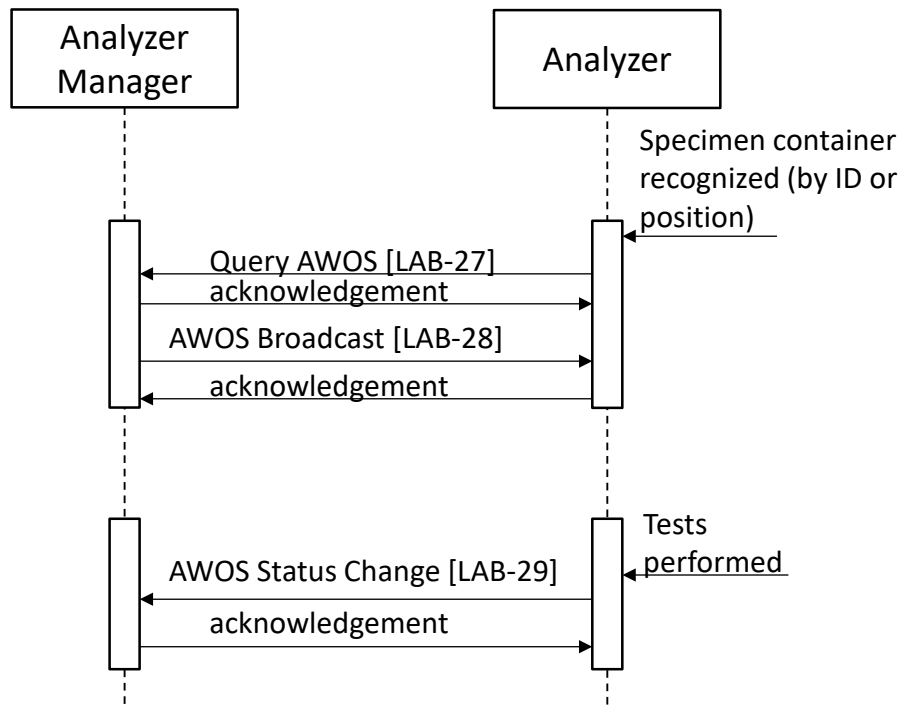 Analyzer
Manager
Analyzer
Specimen container
recognized (by ID or
position)
Query AWOS [LAB-27]
acknowledgement
AWOS Broadcast [LAB-28]
acknowledgement
Tests
performed
AWOS Status Change [LAB-29]
acknowledgement